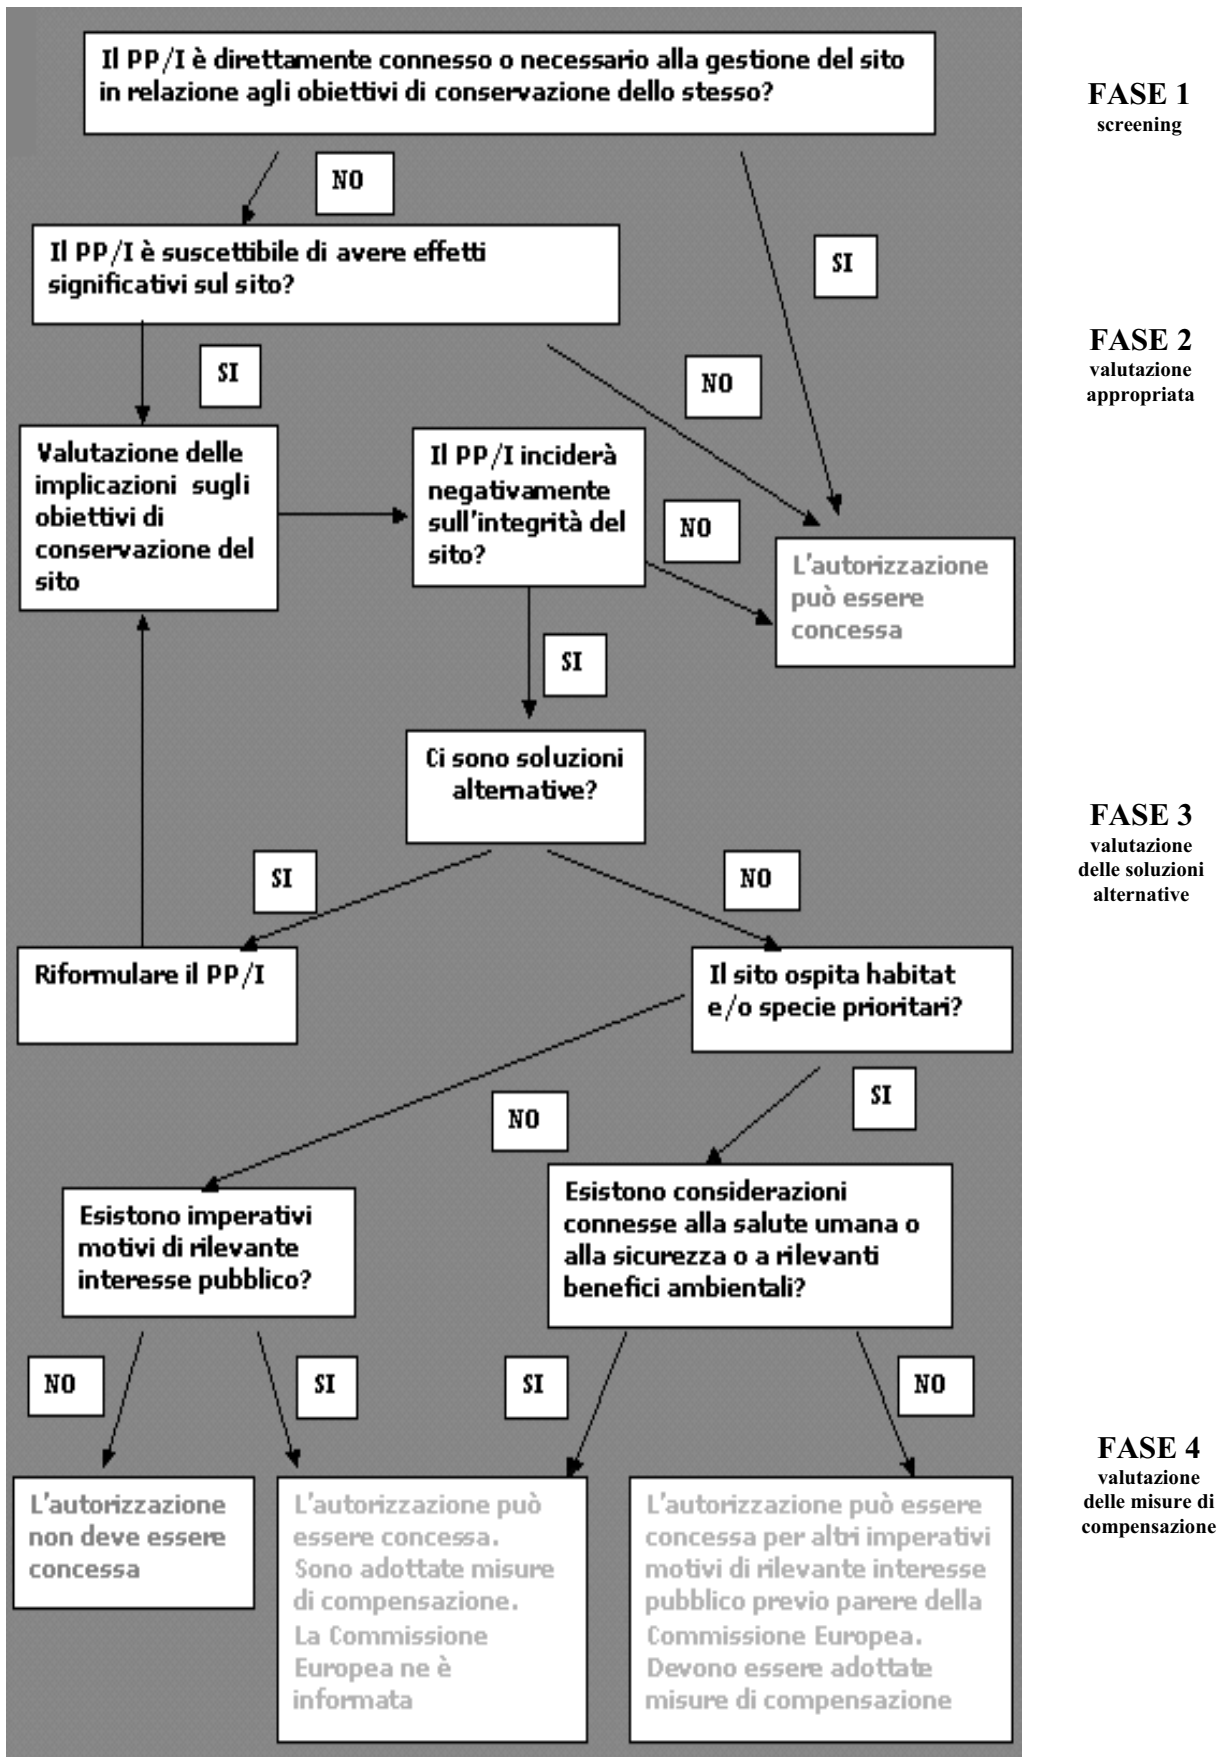 Il PP/I è direttamente connesso o necessario alla gestione del sito
in relazione agli obiettivi di conservazione dello stesso?
FASE 1
screening
NO
SI
Il PP/I è suscettibile di avere effetti
significativi sul sito?
FASE 2
valutazione
appropriata
SI
NO
Valutazione delle
implicazioni sugli
obiettivi di
conservazione del
sito
Il PP/I inciderà
negativamente
sull'integrità del
sito?
NO
L'autorizzazione
può essere
concessa
SI
Ci sono soluzioni
alternative?
FASE 3
valutazione
delle soluzioni
alternative
SI
NO
Riformulare il PP/I
Il sito ospita habitat
e/o specie prioritari?
NO
SI
Esistono imperativi
motivi di rilevante
interesse pubblico?
Esistono considerazioni
connesse alla salute umana o
alla sicurezza o a rilevanti
benefici ambientali?
NO
SI
SI
NO
FASE 4
valutazione
delle misure di
compensazione
L'autorizzazione
non deve essere
concessa
L'autorizzazione può
essere concessa.
Sono adottate misure
di compensazione.
La Commissione
Europea ne è
informata
L'autorizzazione può essere
concessa per altri imperativi
motivi di rilevante interesse
pubblico previo parere della
Commissione Europea.
Devono essere adottate
misure di compensazione